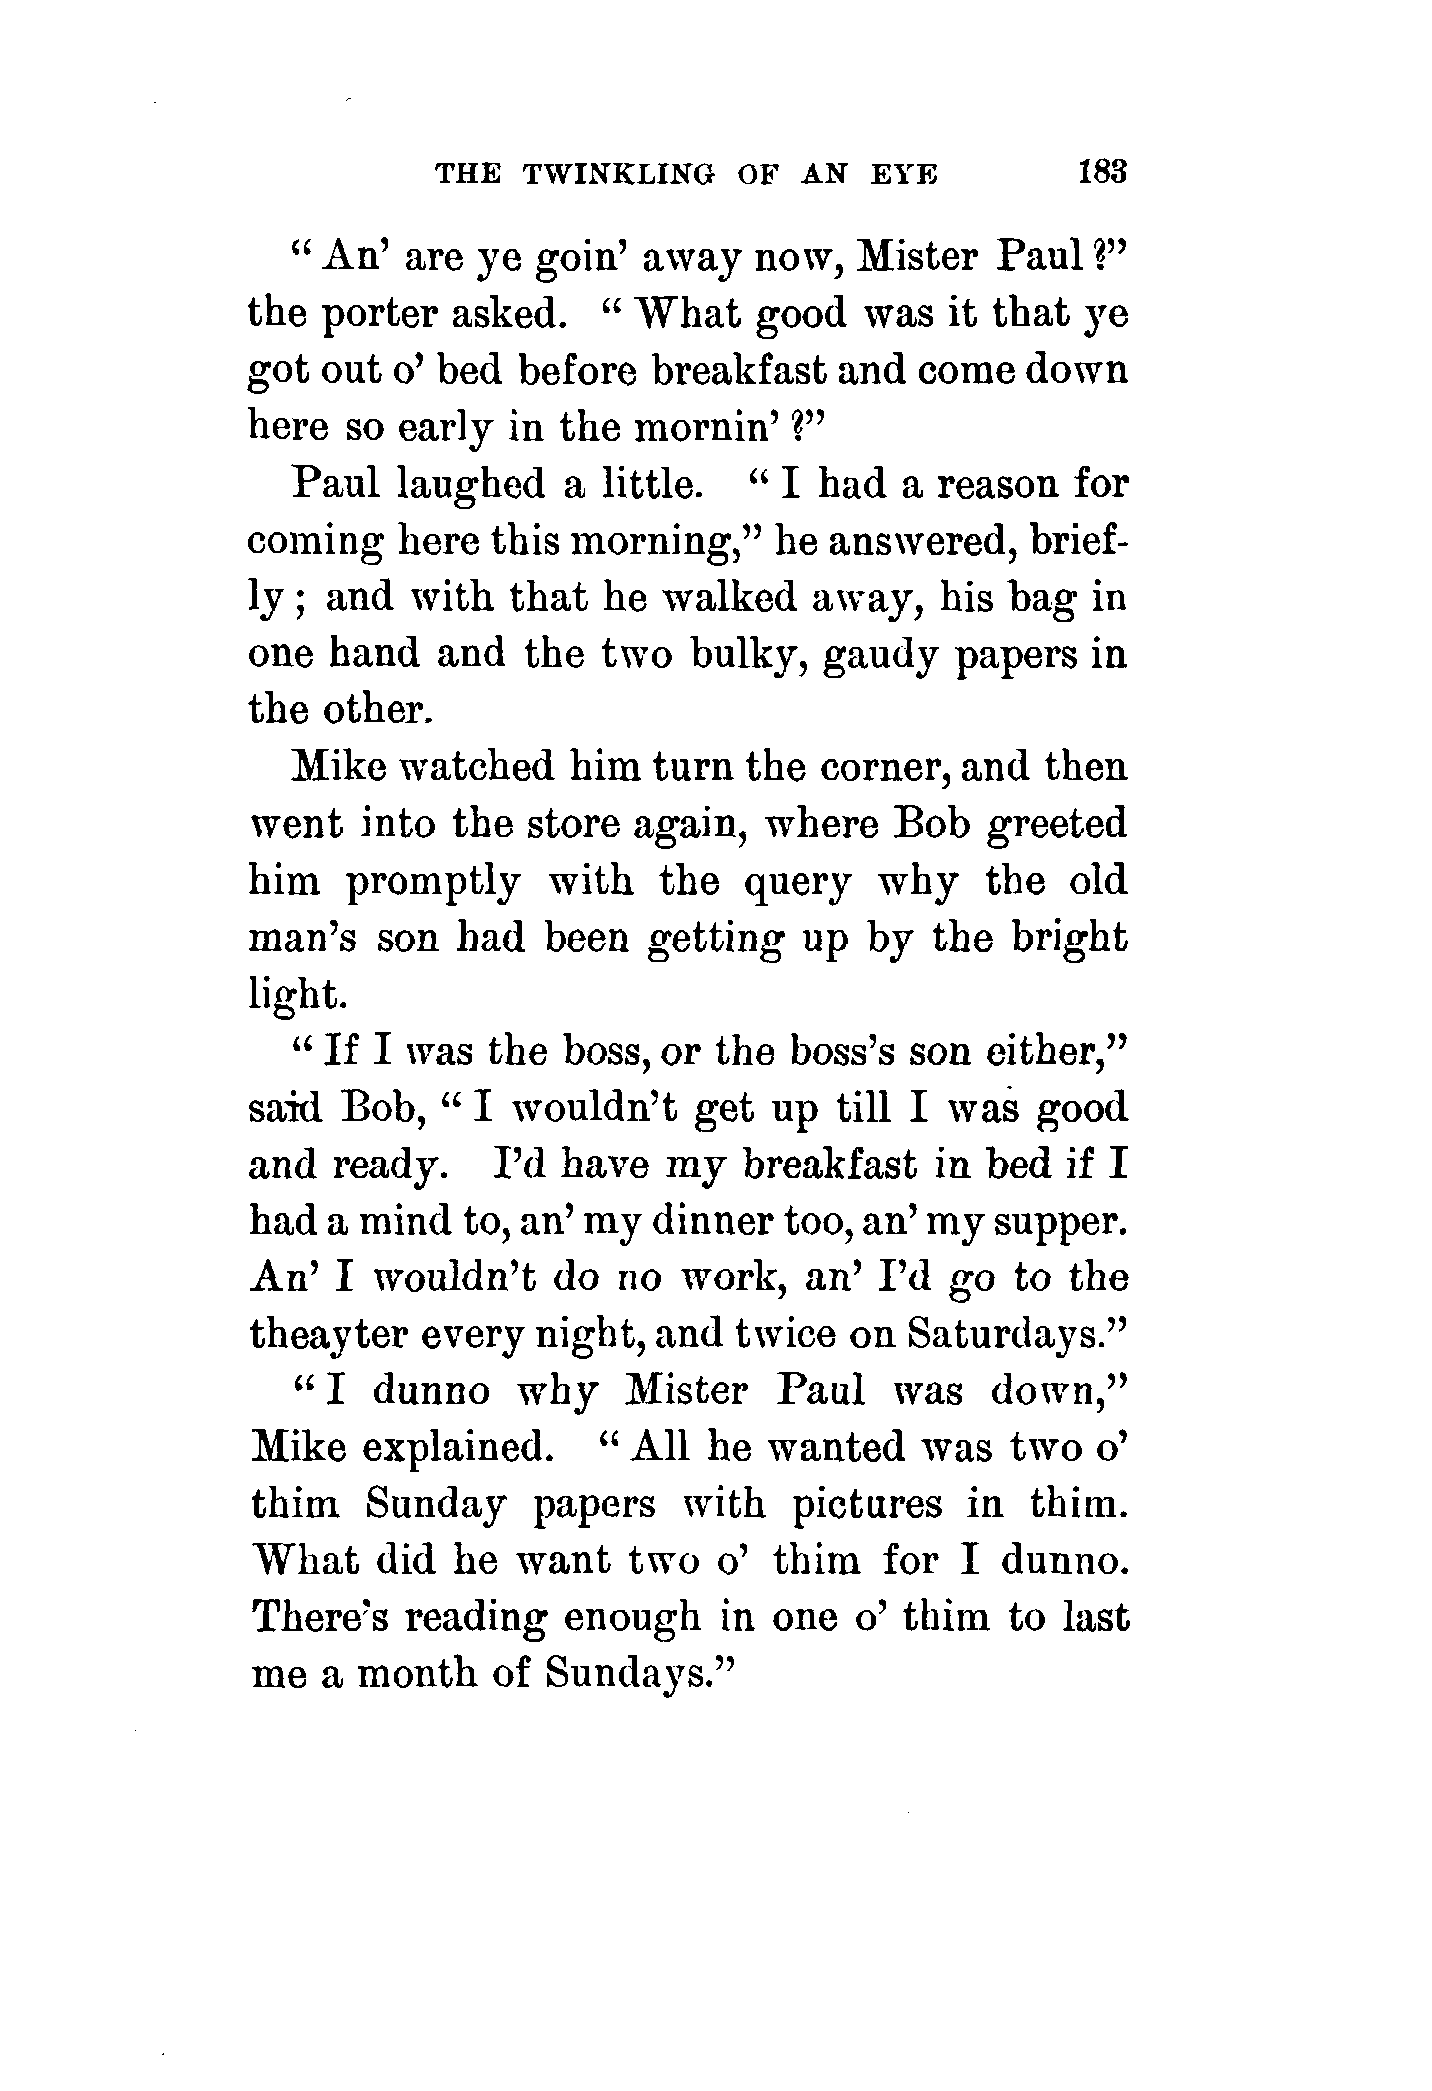 THE TWINKLING OF AN EYE 183
“ An’ are ye goin’ away now, Mister Paul ?”
the porter asked. “ What good was it that ye
got out o’ bed before breakfast and come down
here so early in the mornin’ ?”
Paul laughed a little. “ I had a reason for
coming here this morning,” he answered, brief-
ly ; and with that he walked away, his bag in
one hand and the two bulky, gaudy papers in
the other.
Mike watched him turn the corner, and then
went into the store again, where Bob greeted
him promptly with the query why the old
man’s son had been getting up by the bright
light.
“ If I was the boss, or the boss’s son either,”
said Bob, “ I wouldn’t get up till I was good
and ready. I’d have my breakfast in bed if I
had a mind to, an’ my dinner too, an’ my supper.
An’ I wouldn’t do no work, an’ I’d go to the
theayter every night, and twice on Saturdays.”
“ I dunno why Mister Paul was down,”
Mike explained. “ All he wanted was two o’
thim Sunday papers with pictures in thim.
What did he want two o’ thim for I dunno.
There’s reading enough in one o’ thim to last
me a month of Sundays.”